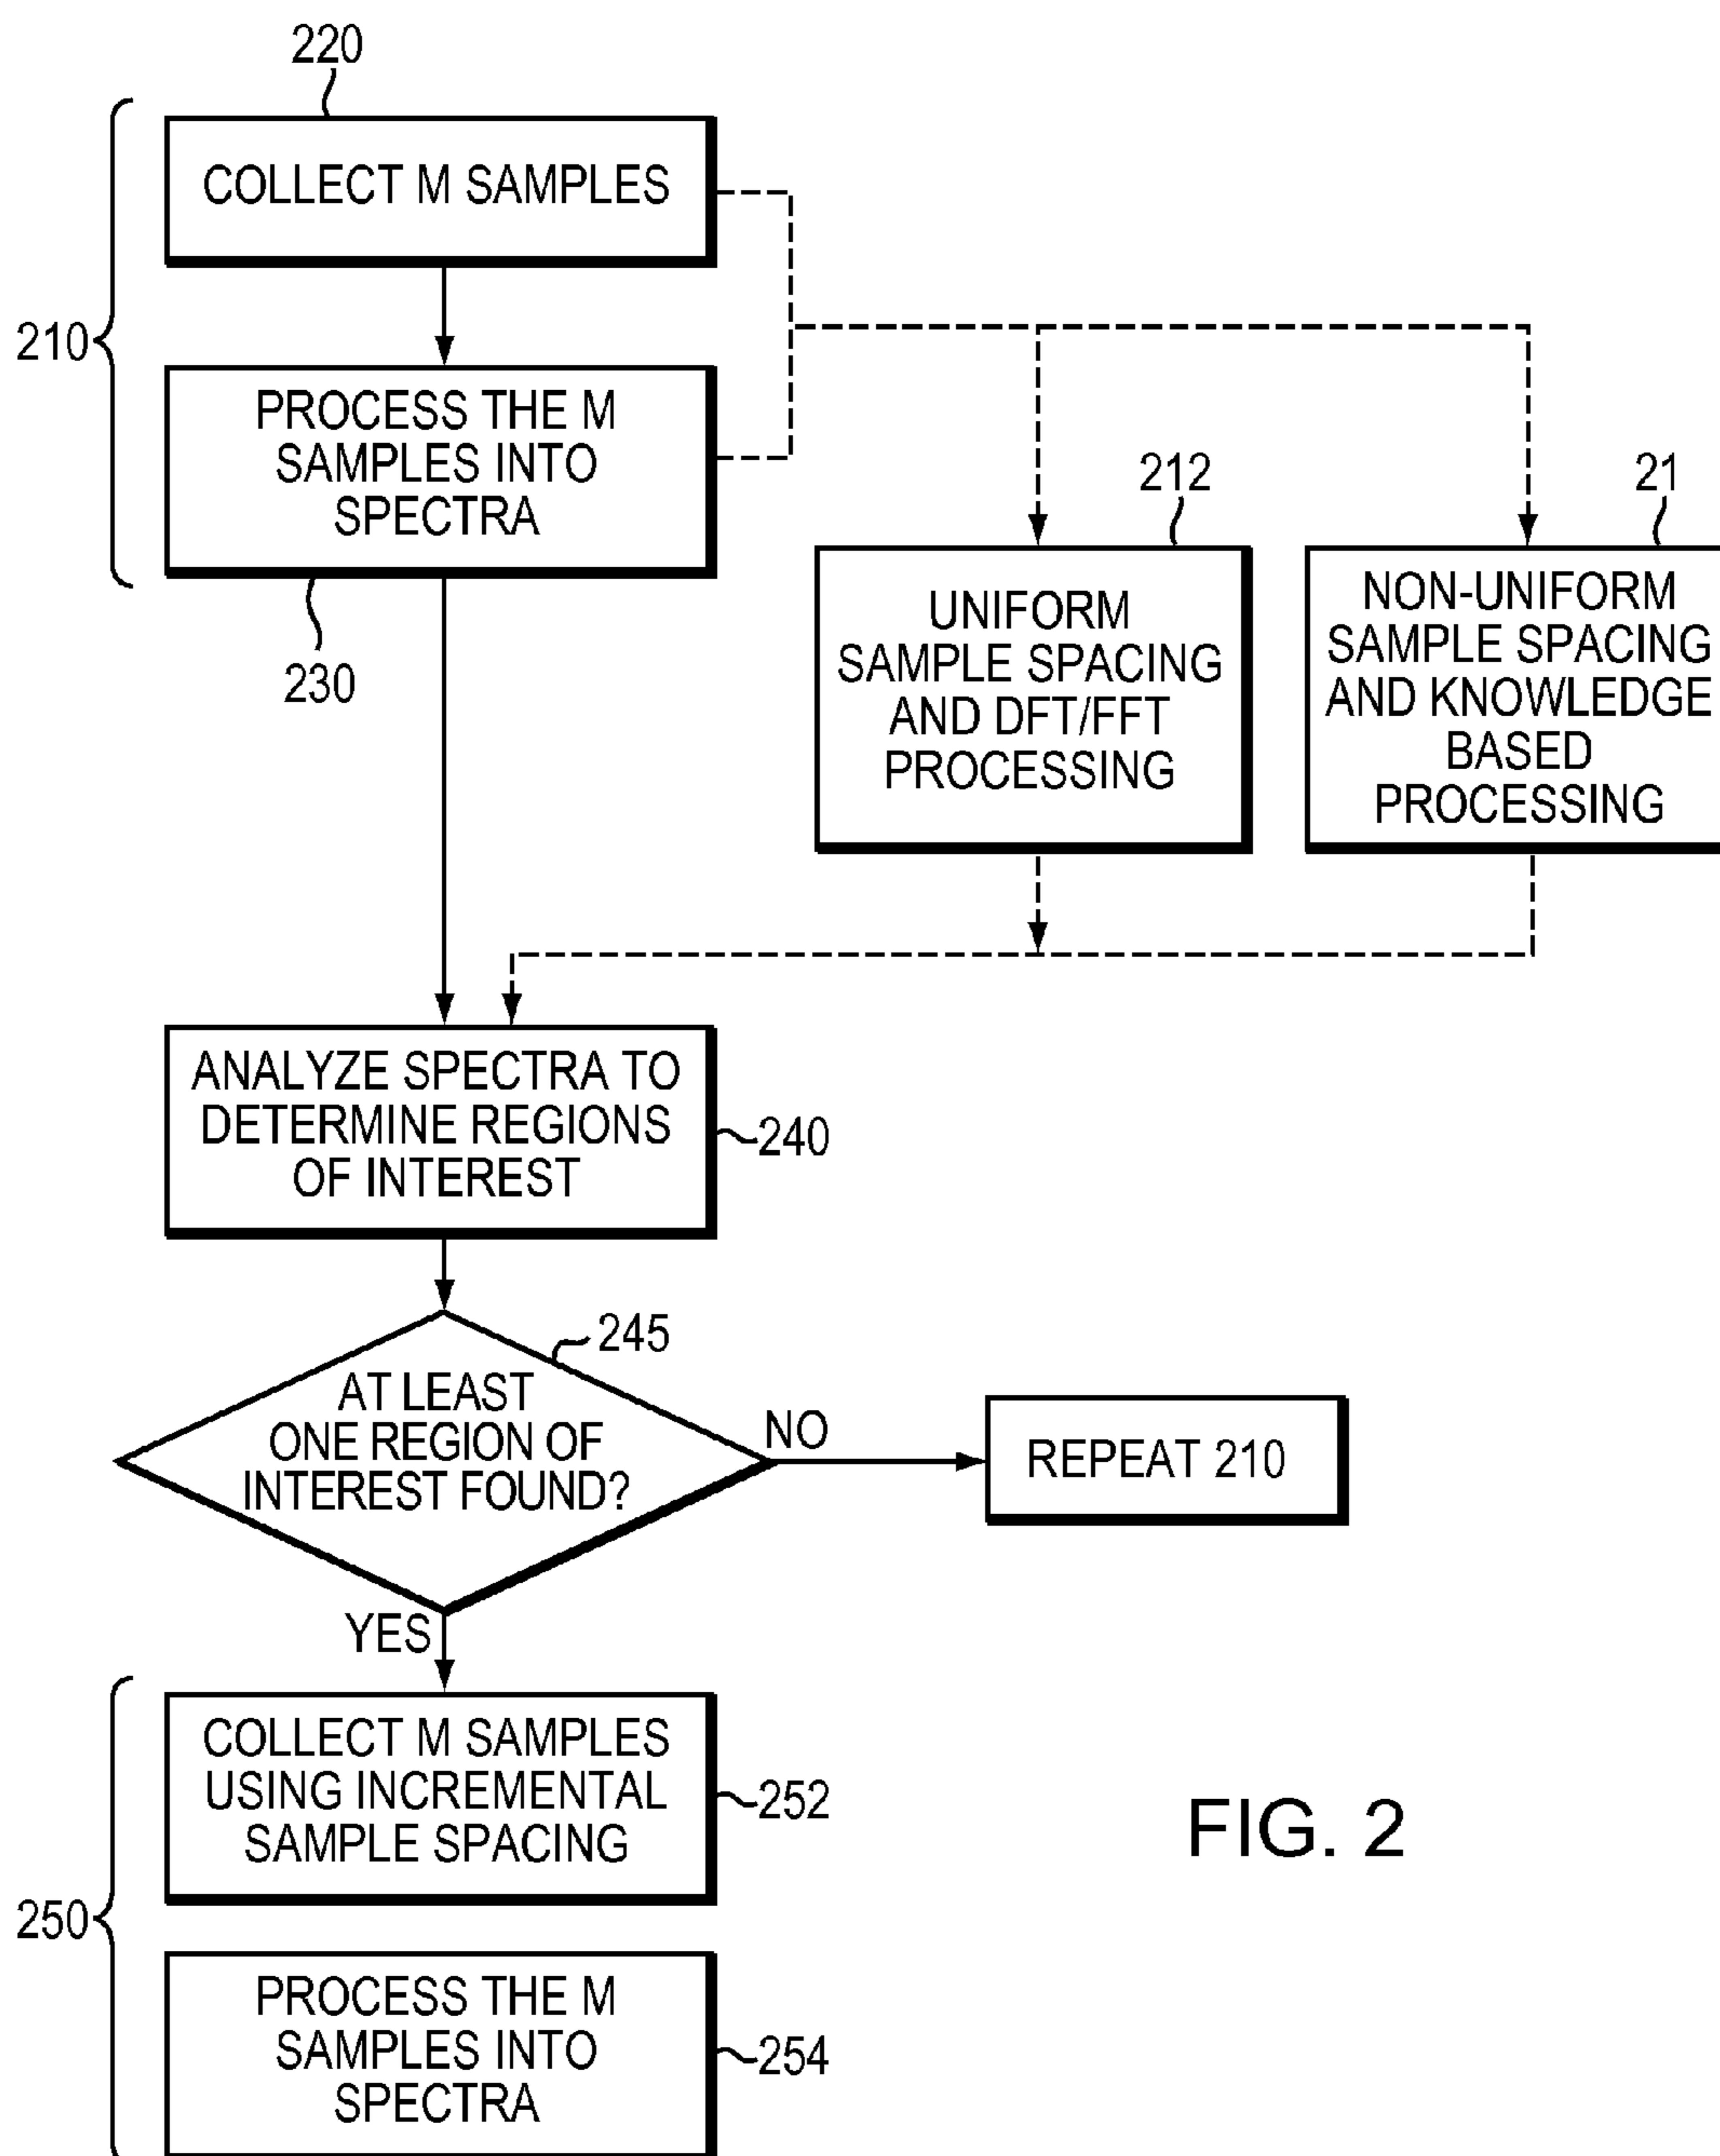 220
COLLECT M SAMPLES
210
PROCESS THE M
SAMPLES INTO
SPECTRA
230
212
UNIFORM
SAMPLE SPACING
AND DFT/FFT
PROCESSING
21
NON-UNIFORM
SAMPLE SPACING
AND KNOWLEDGE
BASED
PROCESSING
ANALYZE SPECTRA TO
DETERMINE REGIONS
OF INTEREST
240
245
AT LEAST
ONE REGION OF
INTEREST FOUND?
NO
REPEAT 210
YES
COLLECT M SAMPLES
USING INCREMENTAL
SAMPLE SPACING
252
250
PROCESS THE M
SAMPLES INTO
SPECTRA
254
FIG. 2